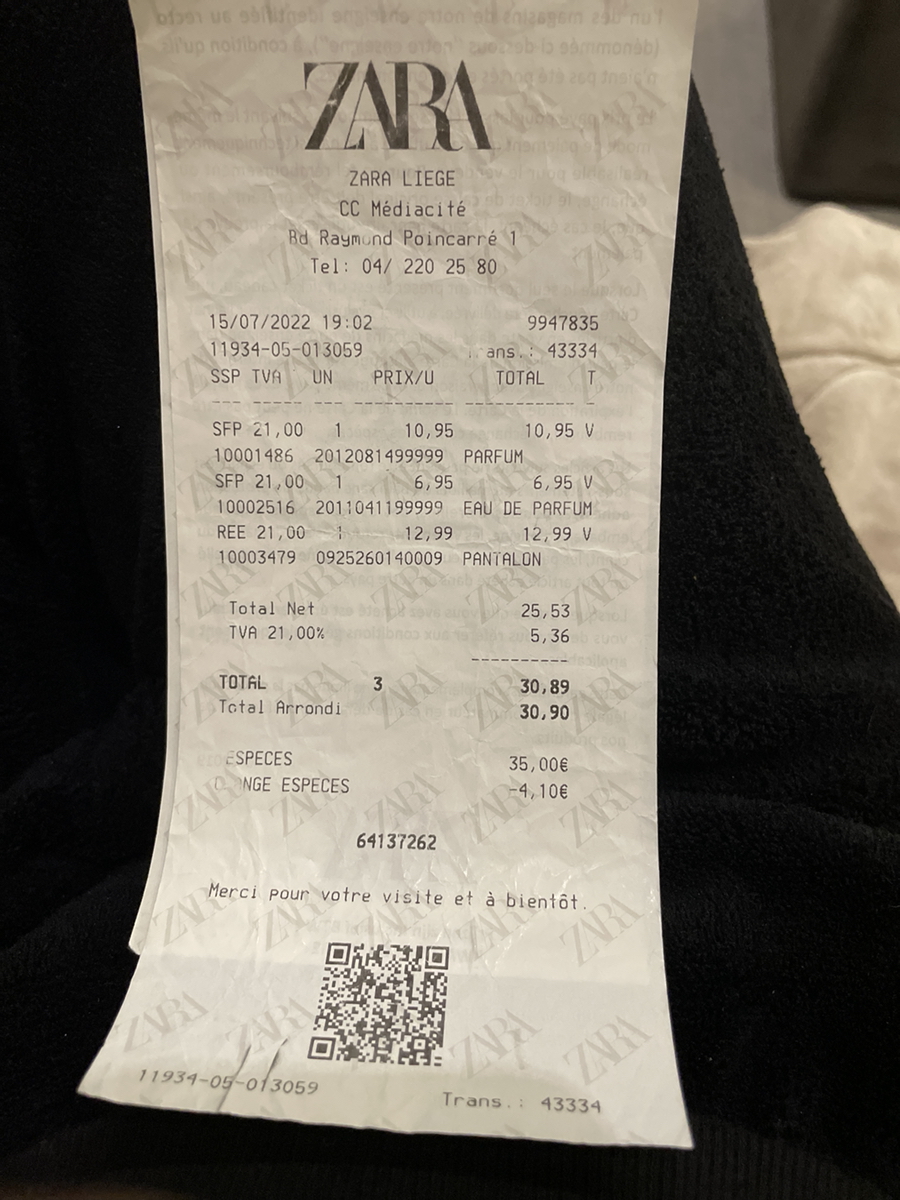 ZARA
ZARA LIEGE
CC Médiacité
Bd Raymond Poincarré 1
Tel: 04/ 220 25 80
15/07/2022 19:02 9947835
11934-05-013059 ans.: 43334
SSP TVA UN PRIX/U TOTAL T
--- ----- --- ---------- ----------- -
SFP 21,00 1 10,95 10,95 V
10001486 2012081499999 PARFUM
SFP 21,00 1 6,95 6,95 V
10002516 2011041199999 EAU DE PARFUM
REE 21,00 1 12,99 12,99 V
10003479 0925260140009 PANTALON
Total Net 25,53
TVA 21,00% 5,36
----------
TOTAL 3 30,89
Total Arrondi 30,90
ESPECES 35,00€
NGE ESPECES -4,10€
64137262
Merci pour votre visite et à bientôt.
11934-05-013059
Trans.: 43334